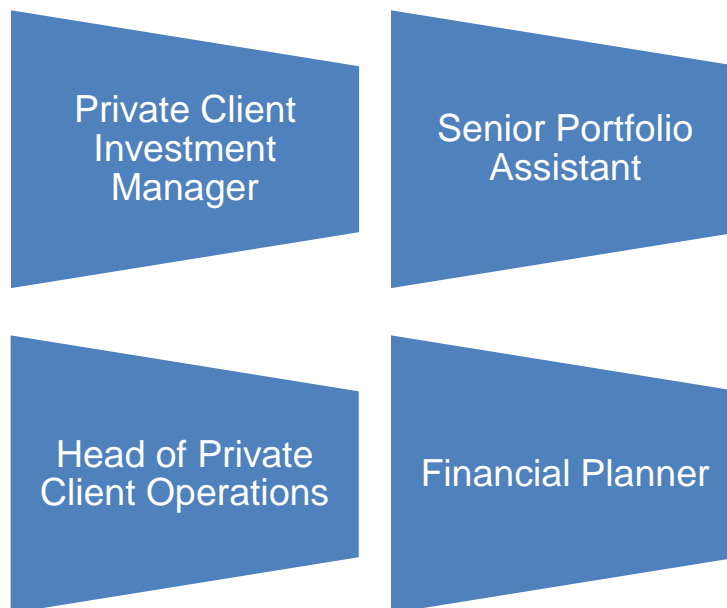 Private Client
Investment
Manager
Senior Portfolio
Assistant
Head of Private
Client Operations
Financial Planner